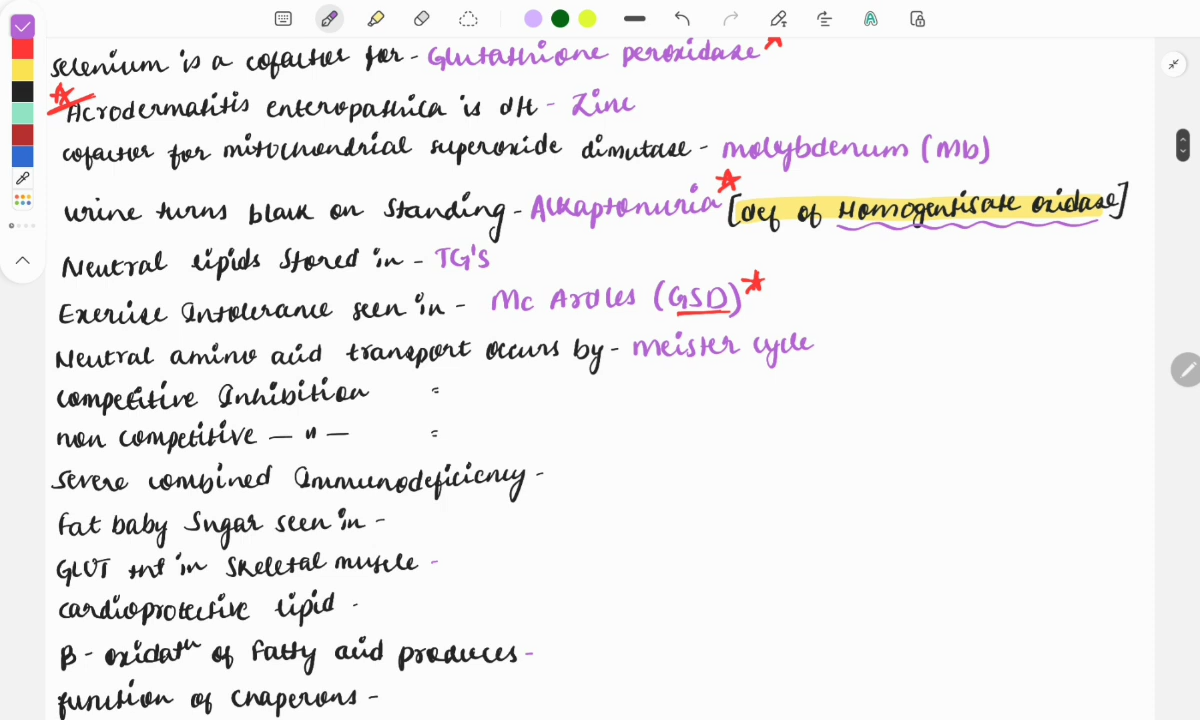 Selenium is a cofactor for - Glutathione peroxidase
Acrodermatitis enteropathica is d/t - Zinc
cofactor for mitochondrial superoxide dimutase - molybdenum (Mb)
urine turns black on standing - Alkaptonuria [def of Homogentisate oxidase]
Neutral lipids stored in - TG's
Exercise Intolerance seen in - Mc Ardles (GSD)
Neutral amino acid transport occurs by - meister cycle
competitive Inhibition =
non competitive — " — =
Severe combined Immunodeficiency -
fat baby Sugar seen in -
GLUT in skeletal muscle -
cardioprotective lipid -
β - oxidatⁿ of fatty acid produces -
function of chaperons -